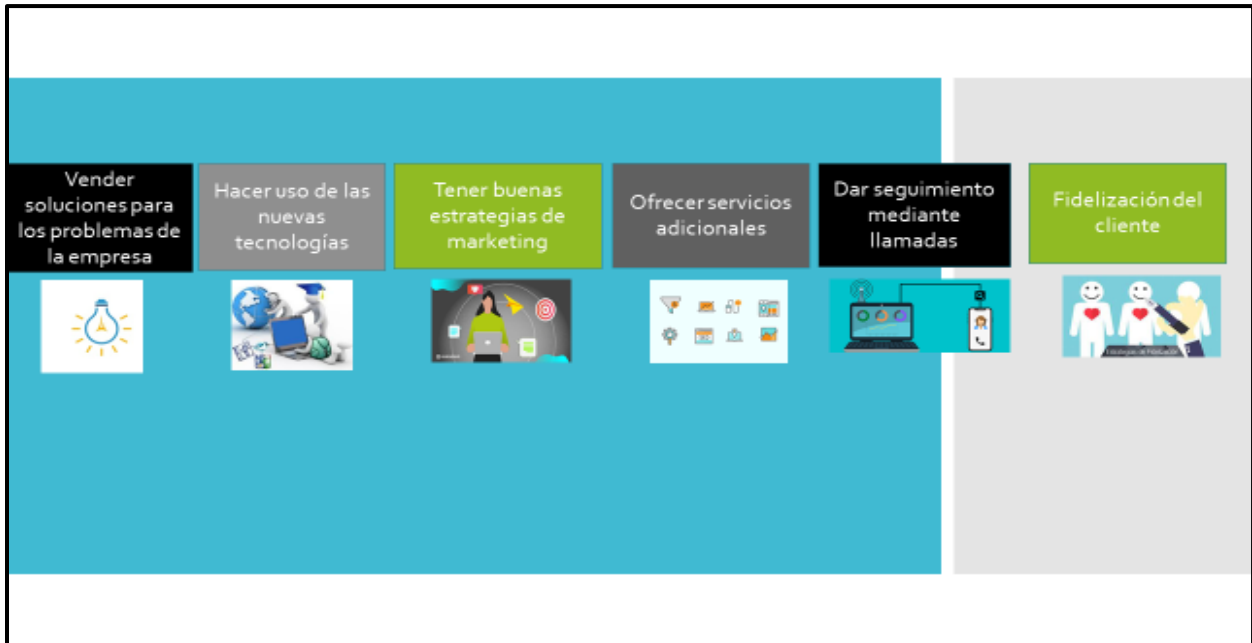 Vender
soluciones para
los problemas de
la empresa
Hacer uso de las
nuevas
tecnologías
Tener buenas
estrategias de
marketing
Ofrecer servicios
adicionales
Dar seguimiento
mediante
llamadas
Fidelización del
cliente